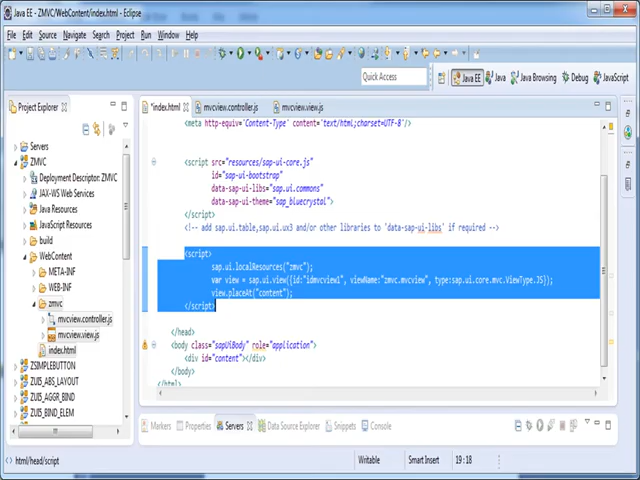 Java EE - ZMVC/WebContent/index.html - Eclipse
File Edit Source Navigate Search Project Run Window Help
Quick Access
Java EE Java Java Browsing Debug JavaScript
Project Explorer
*index.html mvcview.controller.js mvcview.view.js
Servers
ZMVC
Deployment Descriptor: ZMVC
JAX-WS Web Services
Java Resources
JavaScript Resources
build
WebContent
META-INF
WEB-INF
zmvc
mvcview.controller.js
mvcview.view.js
index.html
ZSIMPLEBUTTON
ZUI5_ABS_LAYOUT
ZUI5_AGGR_BIND
ZUI5_BIND_ELEM
<meta http-equiv="Content-Type" content="text/html;charset=UTF-8"/>
<script src="resources/sap-ui-core.js"
id="sap-ui-bootstrap"
data-sap-ui-libs="sap.ui.commons"
data-sap-ui-theme="sap_bluecrystal">
</script>
<!-- add sap.ui.table,sap.ui.ux3 and/or other libraries to 'data-sap-ui-libs' if required -->
<script>
sap.ui.localResources("zmvc");
var view = sap.ui.view({id:"idmvcview1", viewName:"zmvc.mvcview", type:sap.ui.core.mvc.ViewType.JS});
view.placeAt("content");
</script>
</head>
<body class="sapUiBody" role="application">
<div id="content"></div>
</body>
</html>
Markers Properties Servers Data Source Explorer Snippets Console
html/head/script Writable Smart Insert 19 : 18